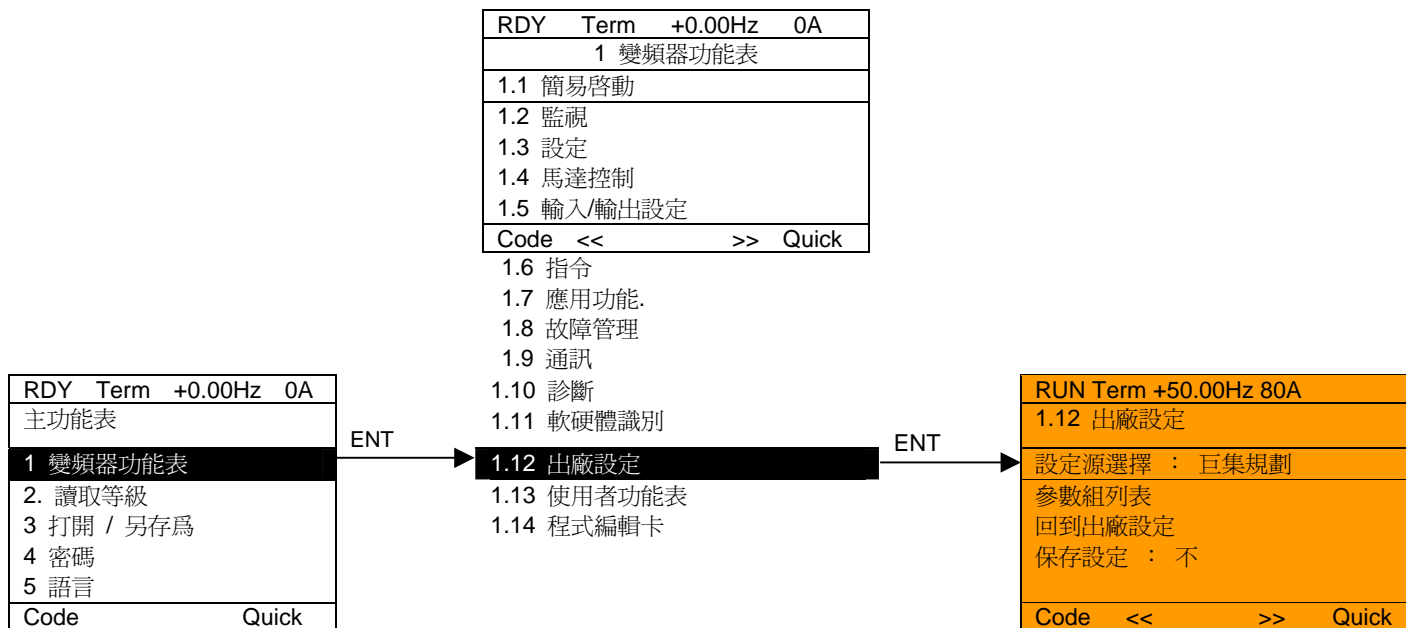 RDY Term +0.00Hz 0A
1 變頻器功能表
1.1 簡易啓動
1.2 監視
1.3 設定
1.4 馬達控制
1.5 輸入/輸出設定
Code << >> Quick
1.6 指令
1.7 應用功能.
1.8 故障管理
1.9 通訊
1.10 診斷
1.11 軟硬體識別
1.12 出廠設定
1.13 使用者功能表
1.14 程式編輯卡
RDY Term +0.00Hz 0A
主功能表
1 變頻器功能表
2. 讀取等級
3 打開 / 另存爲
4 密碼
5 語言
Code Quick
ENT
ENT
RUN Term +50.00Hz 80A
1.12 出廠設定
設定源選擇 : 巨集規劃
參數組列表
回到出廠設定
保存設定 : 不
Code << >> Quick